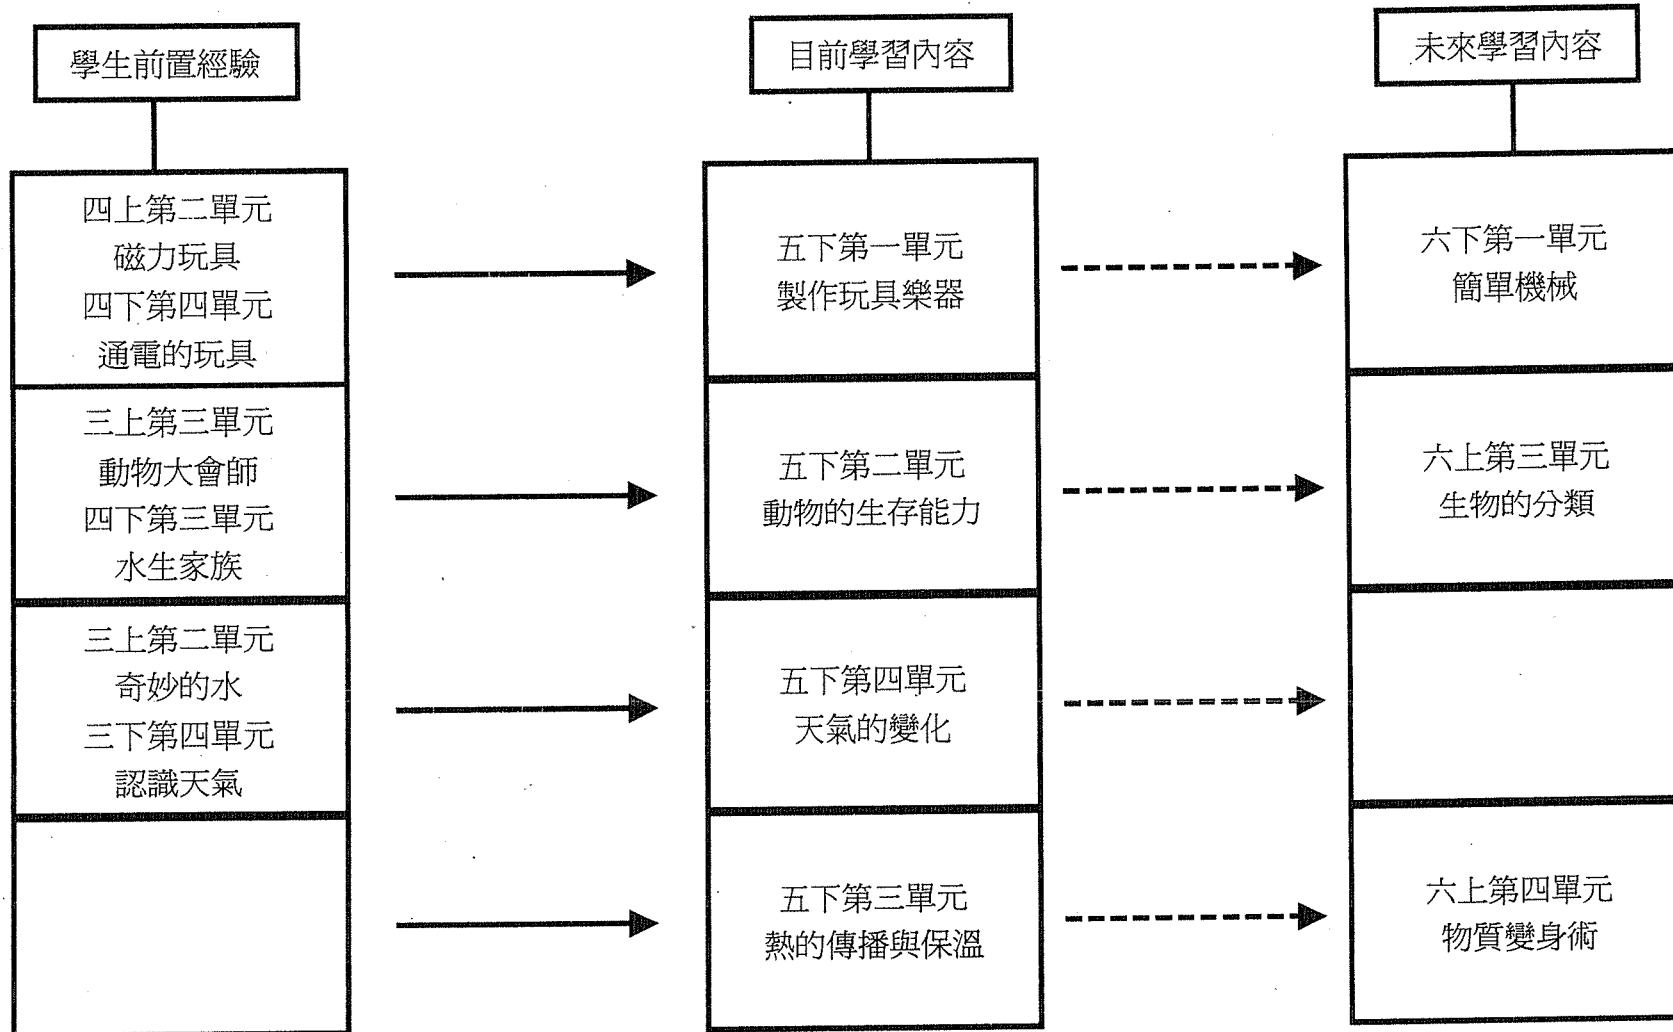 學生前置經驗
四上第二單元
磁力玩具
四下第四單元
通電的玩具
三上第三單元
動物大會師
四下第三單元
水生家族
三上第二單元
奇妙的水
三下第四單元
認識天氣
目前學習內容
五下第一單元
製作玩具樂器
五下第二單元
動物的生存能力
五下第四單元
天氣的變化
五下第三單元
熱的傳播與保溫
未來學習內容
六下第一單元
簡單機械
六上第三單元
生物的分類
六上第四單元
物質變身術